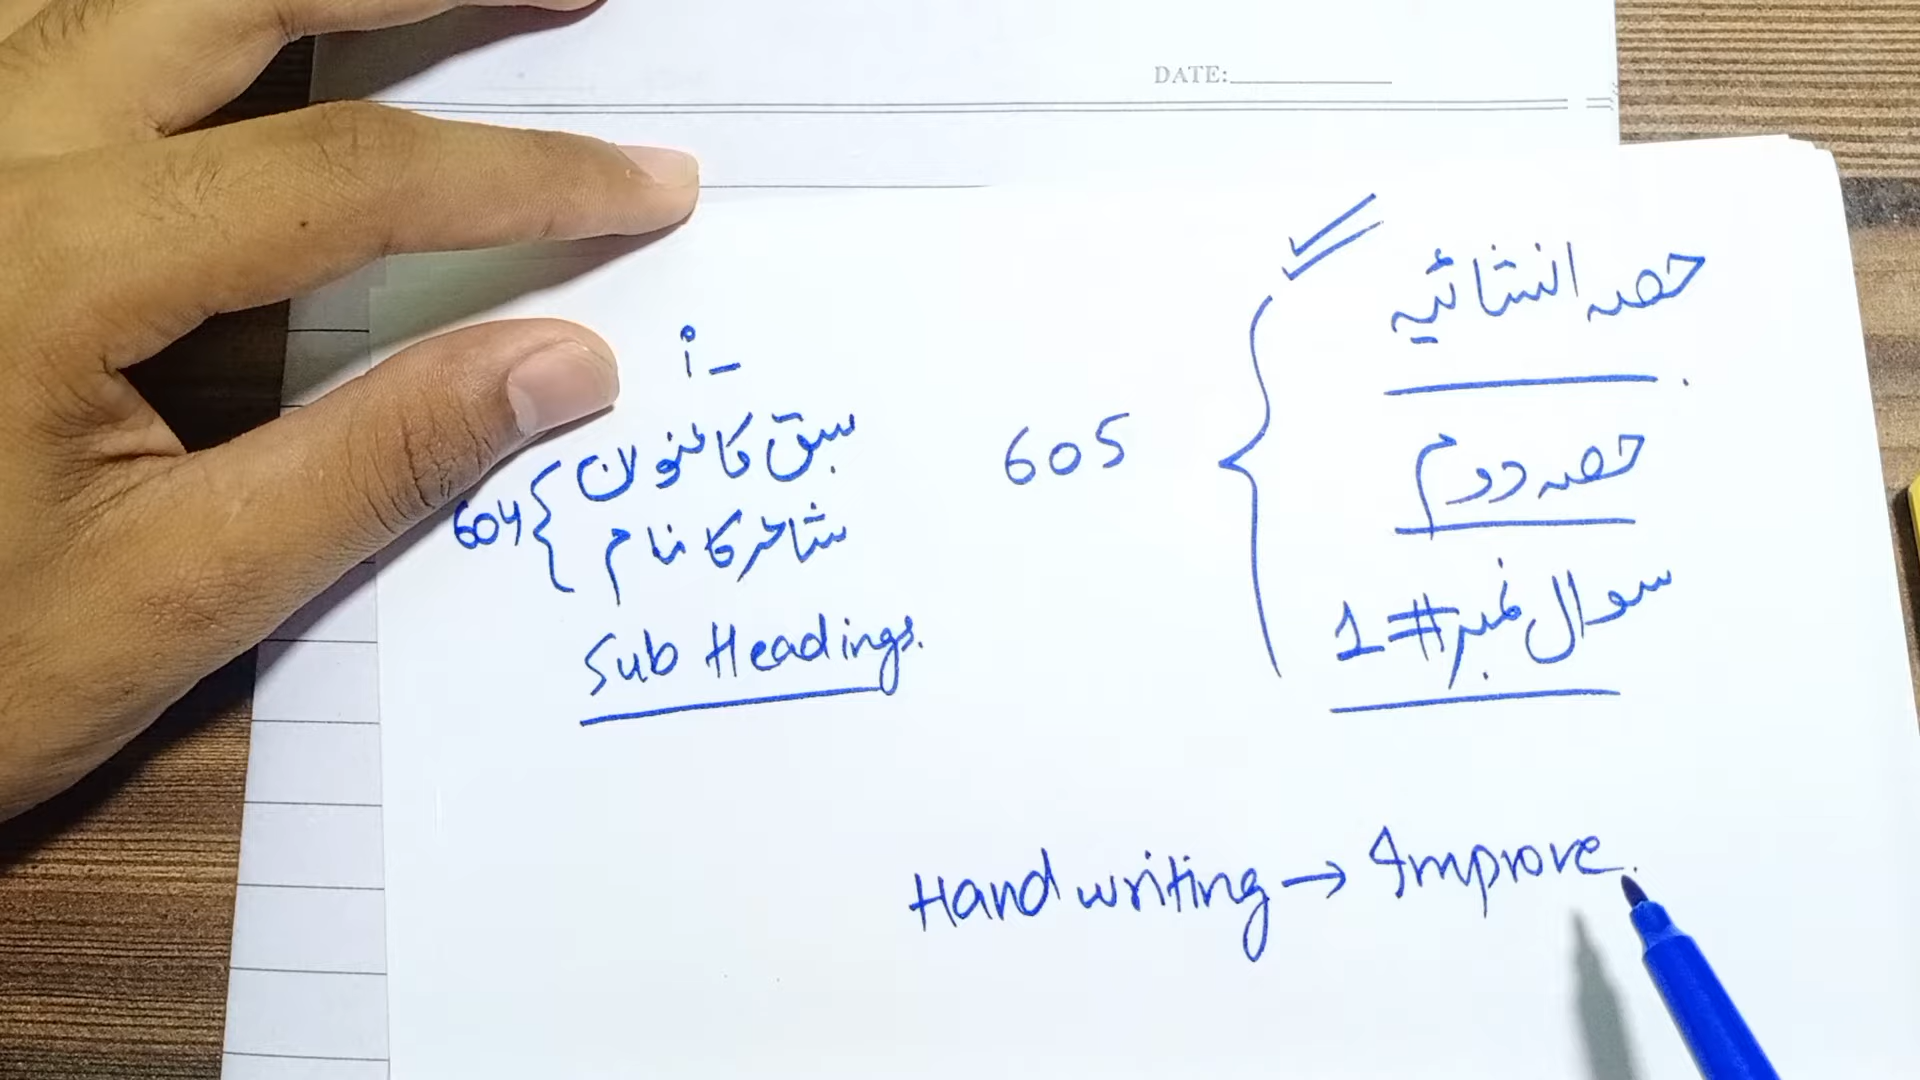 DATE:
حصہ انشائیہ
حصہ دوم
سوال نمبر #1
605
i -
سبق کا عنوان
شاعر کا نام
604
Sub Headings.
Hand writing → Improve.